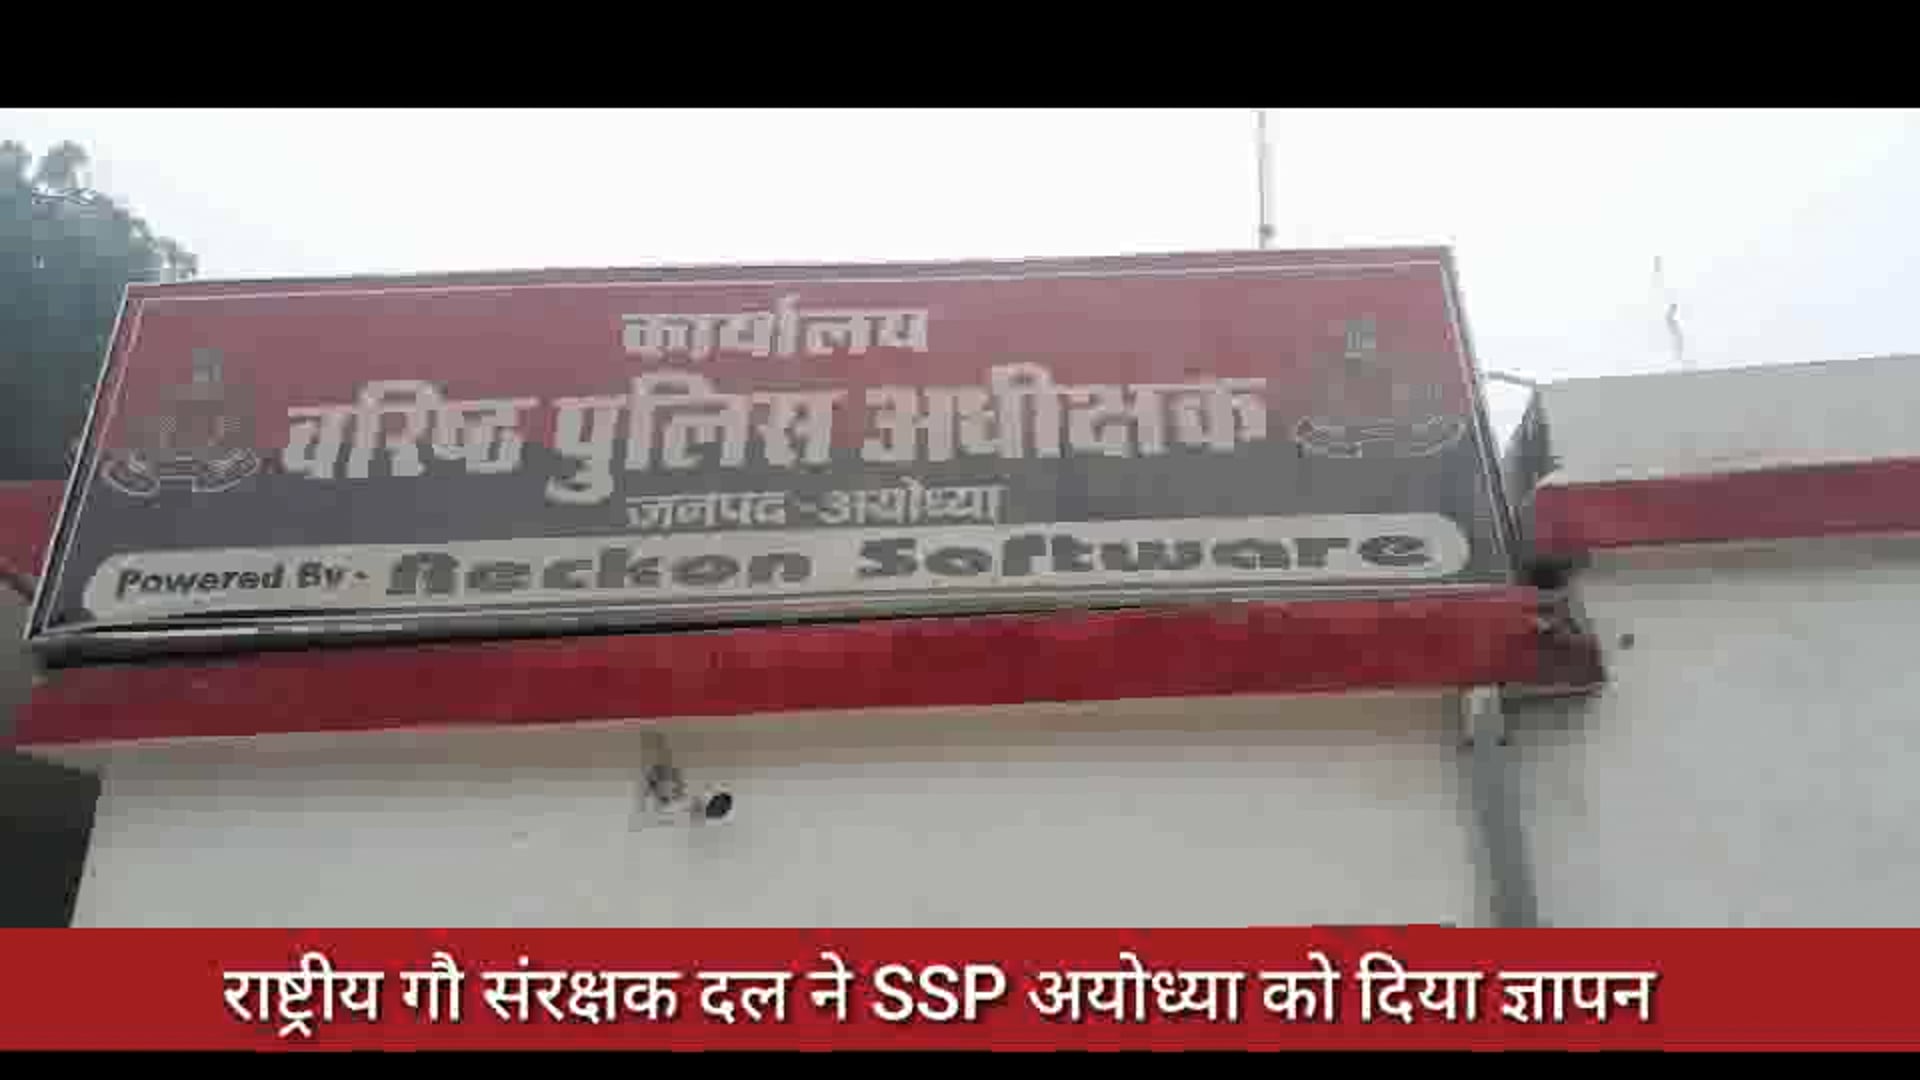 कार्यालय
वरिष्ठ पुलिस अधीक्षक
जनपद-अयोध्या
Powered By:- Reckon Software
राष्ट्रीय गौ संरक्षक दल ने SSP अयोध्या को दिया ज्ञापन